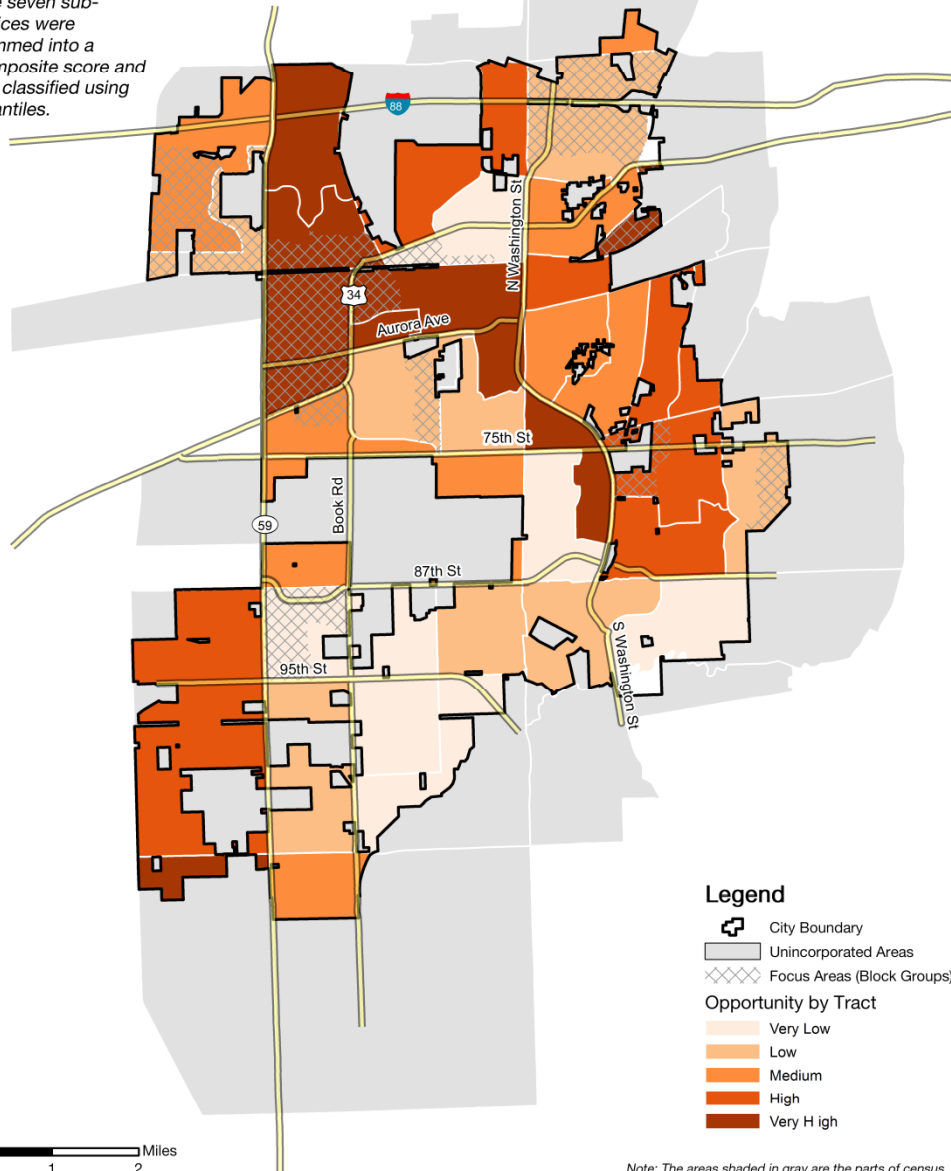 e seven sub-
ices were
mmed into a
mposite score and
classified using
antiles.
88
N Washington St
34
Aurora Ave
75th St
Book Rd
59
87th St
S Washington St
95th St
Legend
City Boundary
Unincorporated Areas
Focus Areas (Block Groups)
Opportunity by Tract
Very Low
Low
Medium
High
Very H igh
Miles
1
2
Note: The areas shaded in gray are the parts of census